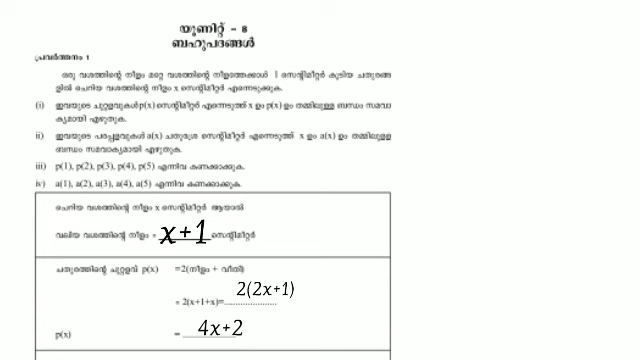 യൂണിറ്റ് - 8
ബഹുപദങ്ങൾ
പ്രവർത്തനം 1
ഒരു വശത്തിന്റെ നീളം മറ്റേ വശത്തിന്റെ നീളത്തേക്കാൾ 1 സെന്റിമീറ്റർ കൂടിയ ചതുരങ്ങ
ളിൽ ചെറിയ വശത്തിന്റെ നീളം x സെന്റിമീറ്റർ എന്നെടുക്കുക.
(i) ഇവയുടെ ചുറ്റളവുകൾ p(x) സെന്റിമീറ്റർ എന്നെടുത്ത് x ഉം p(x) ഉം തമ്മിലുള്ള ബന്ധം സമവാ
ക്യമായി എഴുതുക.
ii) ഇവയുടെ പരപ്പളവുകൾ a(x) ചതുരശ്ര സെന്റിമീറ്റർ എന്നെടുത്ത് x ഉം a(x) ഉം തമ്മിലുള്ള
ബന്ധം സമവാക്യമായി എഴുതുക.
iii) p(1), p(2), p(3), p(4), p(5) എന്നിവ കണക്കാക്കുക.
iv) a(1), a(2), a(3), a(4), a(5) എന്നിവ കണക്കാക്കുക.
ചെറിയ വശത്തിന്റെ നീളം x സെന്റിമീറ്റർ ആയാൽ
വലിയ വശത്തിന്റെ നീളം = x+1 സെന്റിമീറ്റർ
ചതുരത്തിന്റെ ചുറ്റളവ് p(x) =2(നീളം + വീതി)
= 2(x+1+x)= 2(2x+1)
p(x) = 4x+2